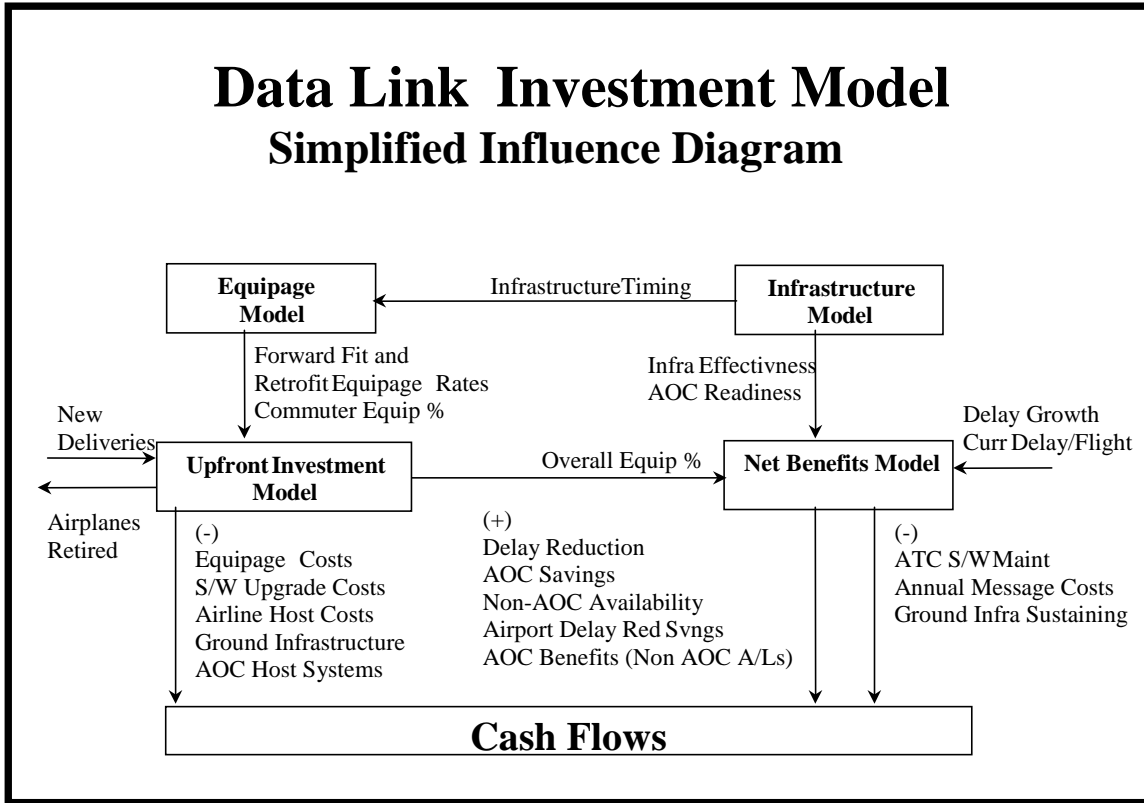 Data Link Investment Model
Simplified Influence Diagram
Equipage
Model
InfrastructureTiming
Infrastructure
Model
Forward Fit and
Retrofit Equipage Rates
Commuter Equip %
Infra Effectivness
AOC Readiness
New
Deliveries
Delay Growth
Curr Delay/Flight
Upfront Investment
Model
Overall Equip %
Net Benefits Model
Airplanes
Retired
(-)
Equipage Costs
S/W Upgrade Costs
Airline Host Costs
Ground Infrastructure
AOC Host Systems
(+)
Delay Reduction
AOC Savings
Non-AOC Availability
Airport Delay Red Svngs
AOC Benefits (Non AOC A/Ls)
(-)
ATC S/W Maint
Annual Message Costs
Ground Infra Sustaining
Cash Flows